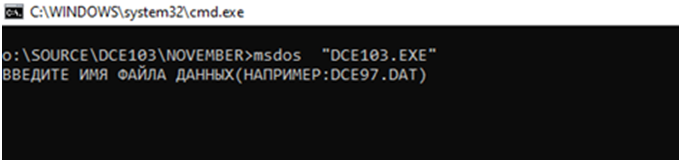 C:\WINDOWS\system32\cmd.exe
o:\SOURCE\DCE103\NOVEMBER>msdos  "DCE103.EXE"
ВВЕДИТЕ ИМЯ ФАЙЛА ДАННЫХ(НАПРИМЕР:DCE97.DAT)